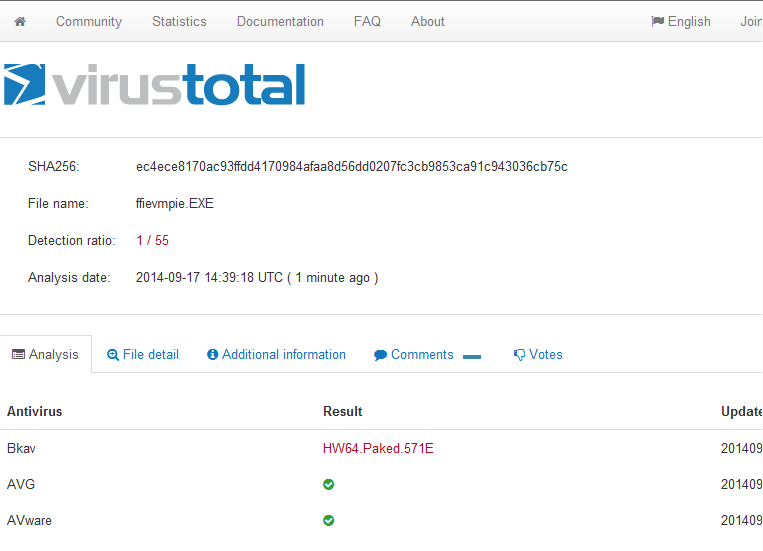 Community Statistics Documentation FAQ About English Join
virustotal
SHA256: ec4ece8170ac93ffdd4170984afaa8d56dd0207fc3cb9853ca91c943036cb75c
File name: ffievmpie.EXE
Detection ratio: 1 / 55
Analysis date: 2014-09-17 14:39:18 UTC ( 1 minute ago )
Analysis File detail Additional information Comments Votes
Antivirus Result Update
Bkav HW64.Paked.571E 201409
AVG 201409
AVware 201409